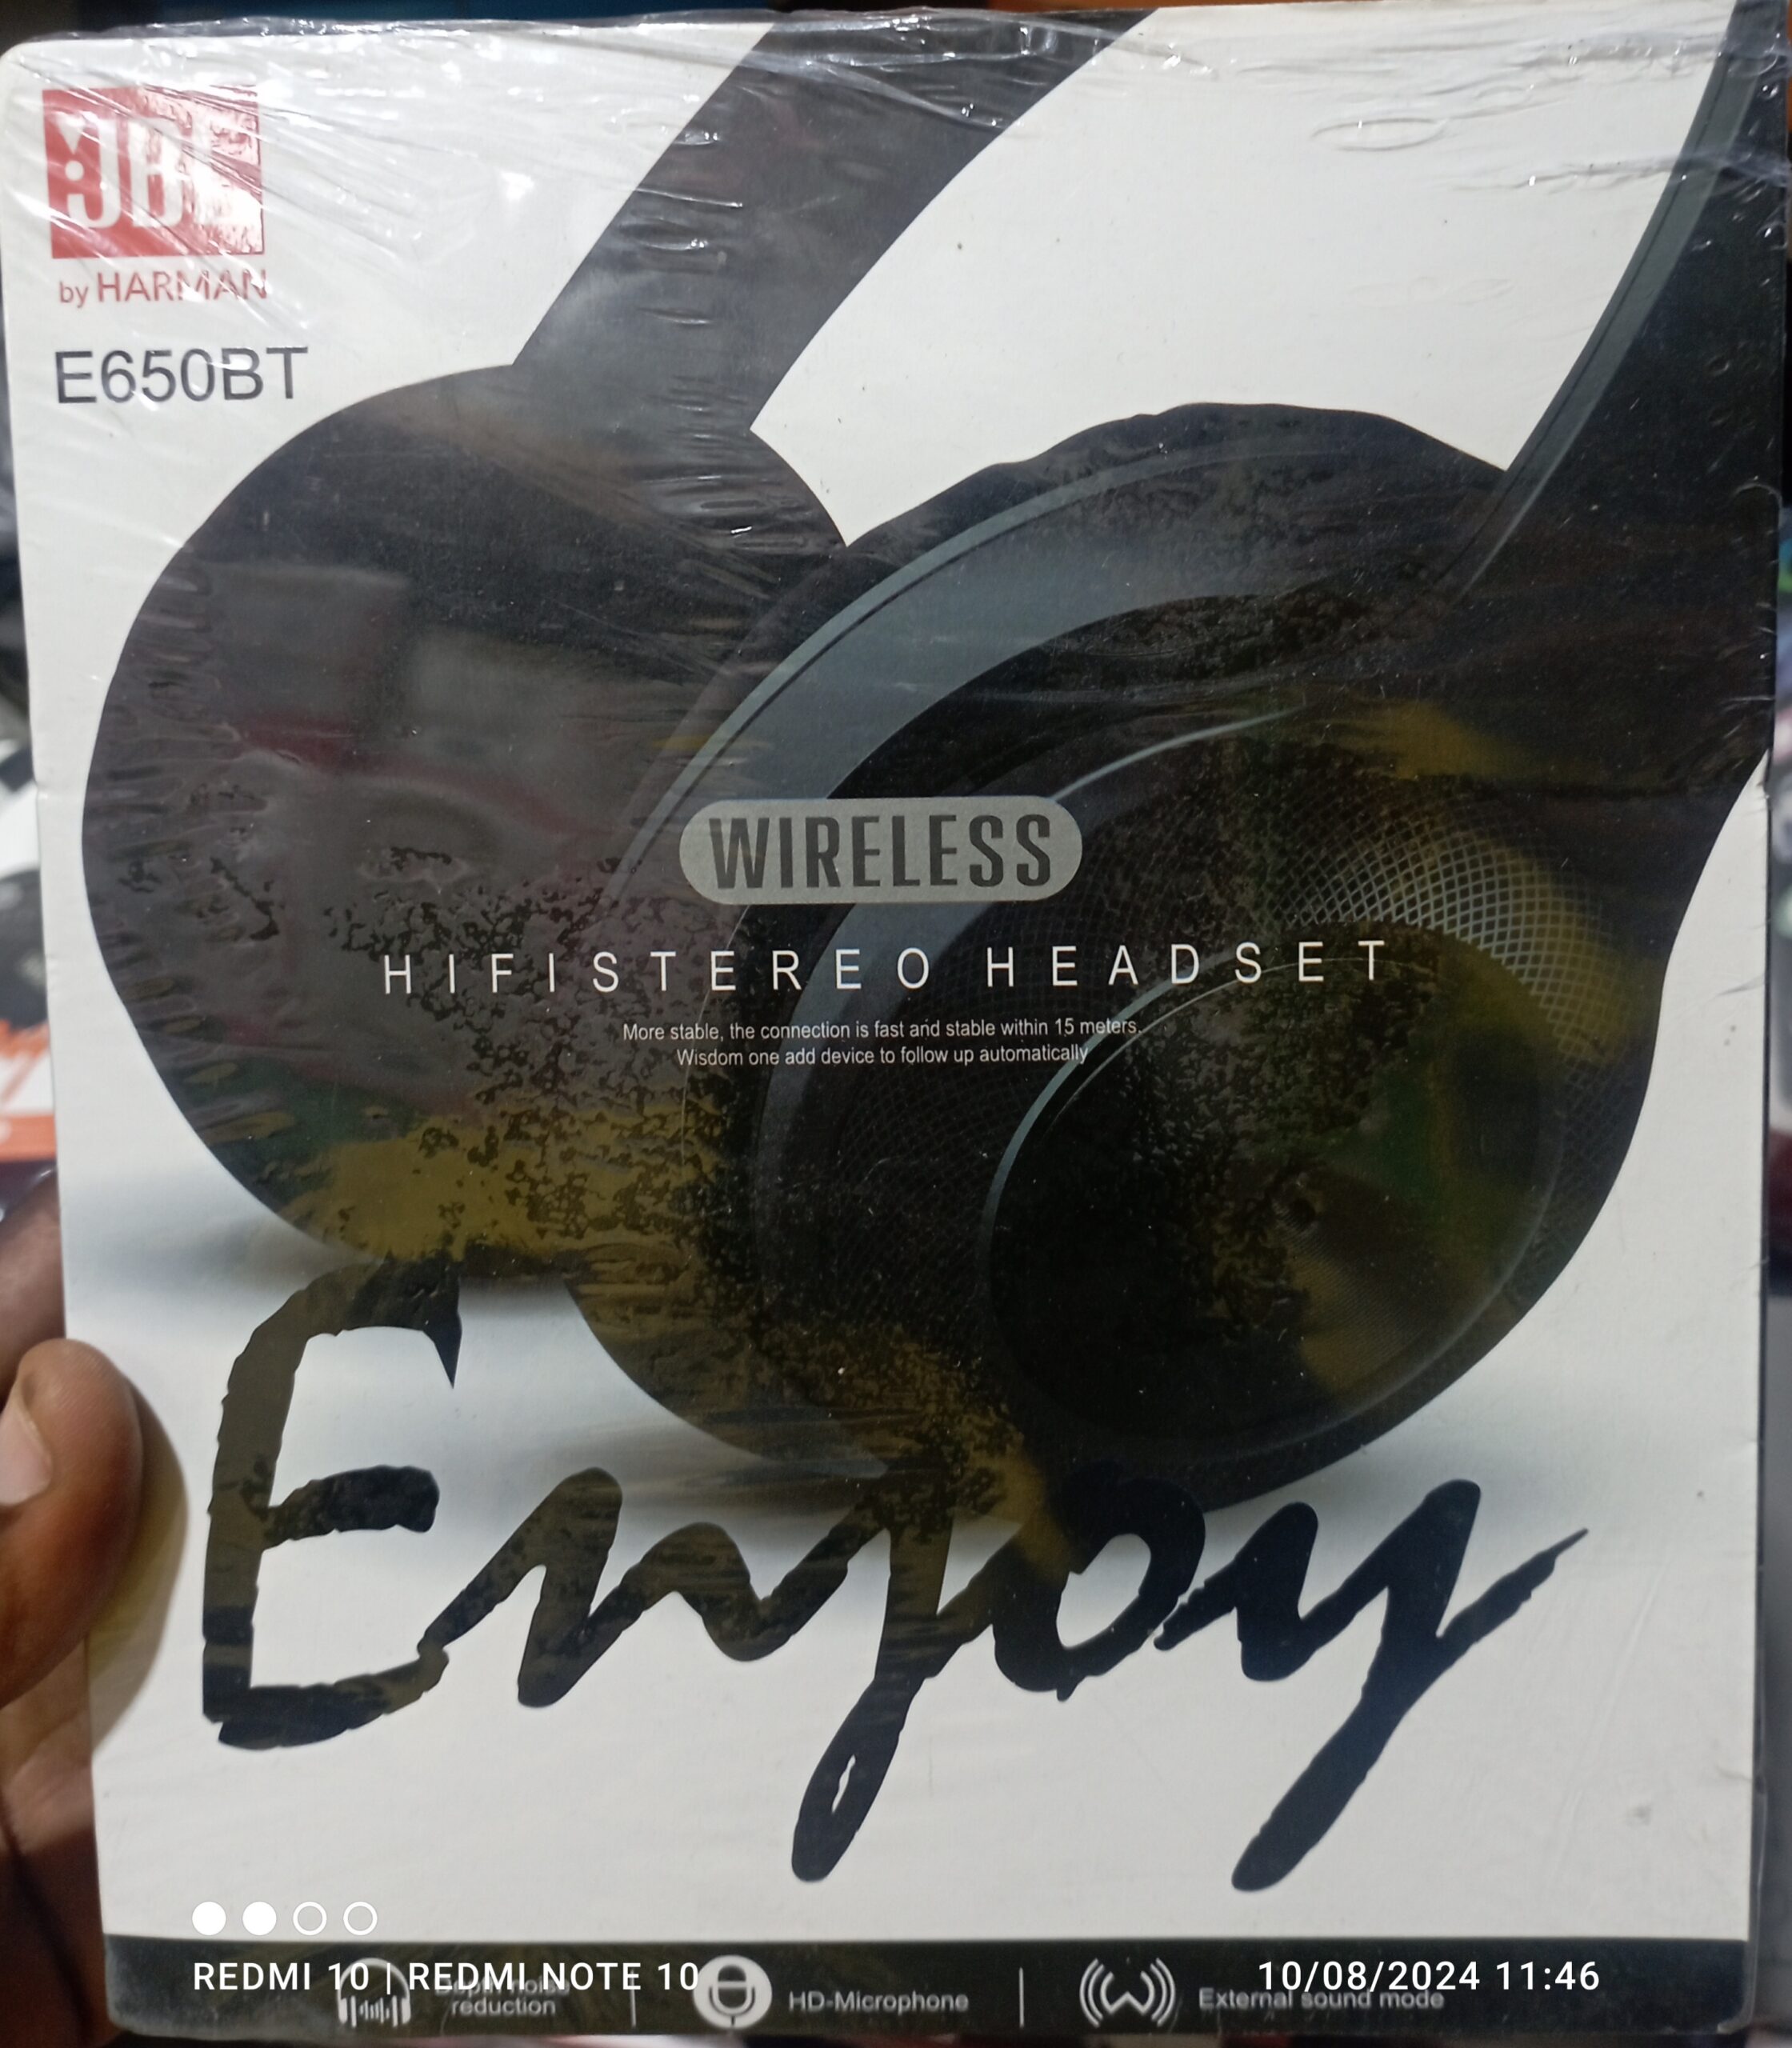 JBL
by HARMAN
E650BT
WIRELESS
HIFISTEREO HEADSET
More stable, the connection is fast and stable within 15 meters.
Wisdom one add device to follow up automatically
Enjoy
REDMI 10 | REDMI NOTE 10
10/08/2024 11:46
noise
reduction
HD-Microphone
External sound mode